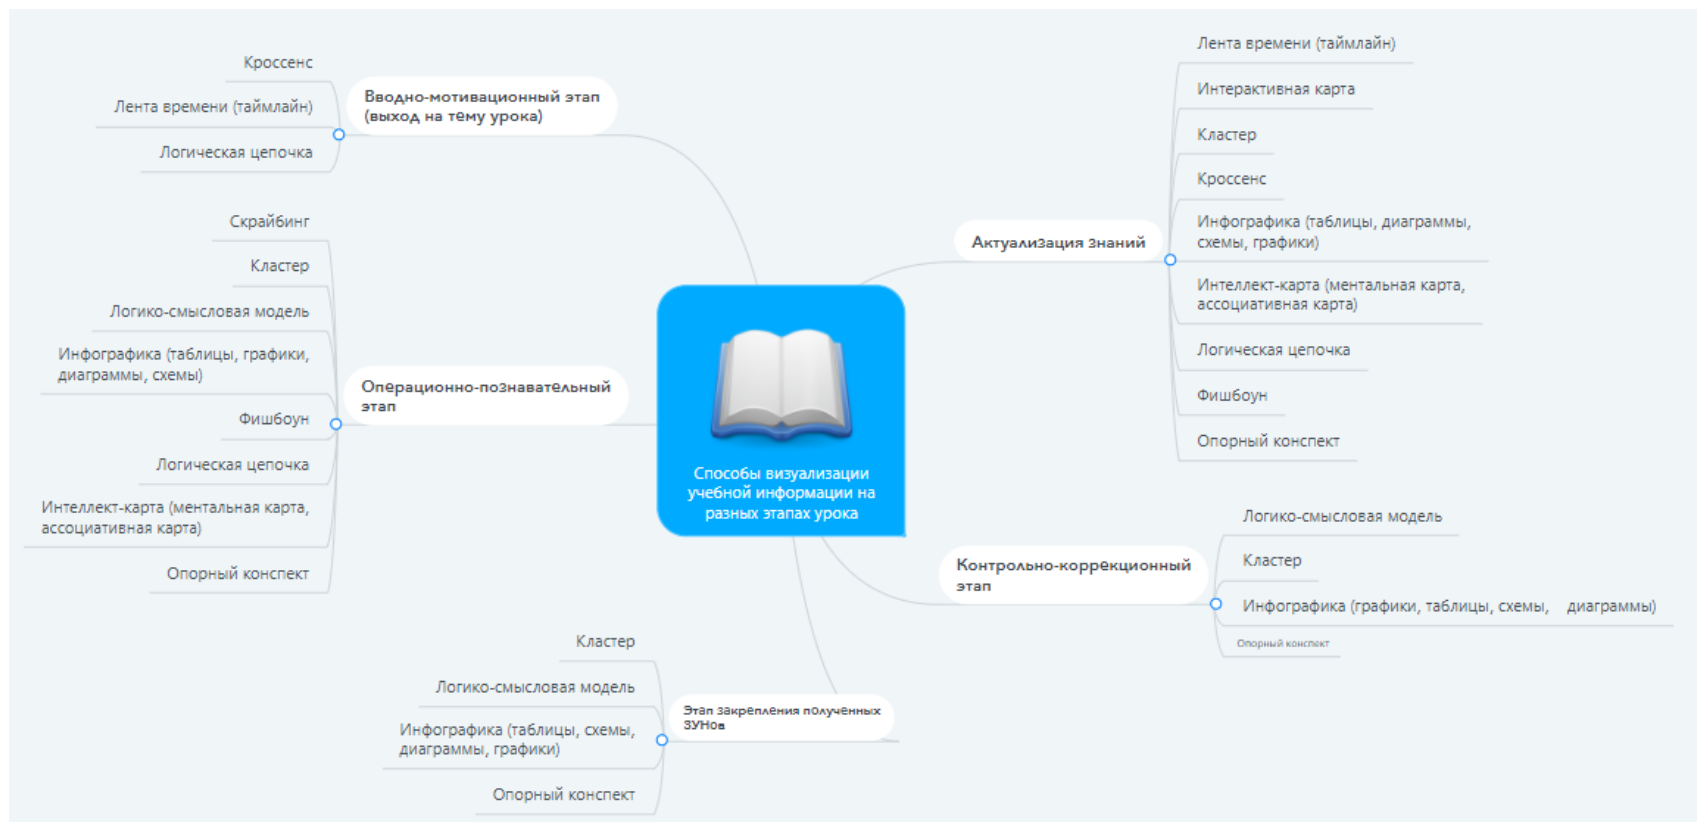 Кроссенс
Лента времени (таймлайн)
Логическая цепочка
Вводно-мотивационный этап
(выход на тему урока)
Скрайбинг
Кластер
Логико-смысловая модель
Инфографика (таблицы, графики,
диаграммы, схемы)
Фишбоун
Логическая цепочка
Интеллект-карта (ментальная карта,
ассоциативная карта)
Опорный конспект
Операционно-познавательный
этап
Кластер
Логико-смысловая модель
Инфографика (таблицы, схемы,
диаграммы, графики)
Опорный конспект
Этап закрепления полученных
ЗУНов
Способы визуализации
учебной информации на
разных этапах урока
Актуализация знаний
Лента времени (таймлайн)
Интерактивная карта
Кластер
Кроссенс
Инфографика (таблицы, диаграммы,
схемы, графики)
Интеллект-карта (ментальная карта,
ассоциативная карта)
Логическая цепочка
Фишбоун
Опорный конспект
Контрольно-коррекционный
этап
Логико-смысловая модель
Кластер
Инфографика (графики, таблицы, схемы, диаграммы)
Опорный конспект